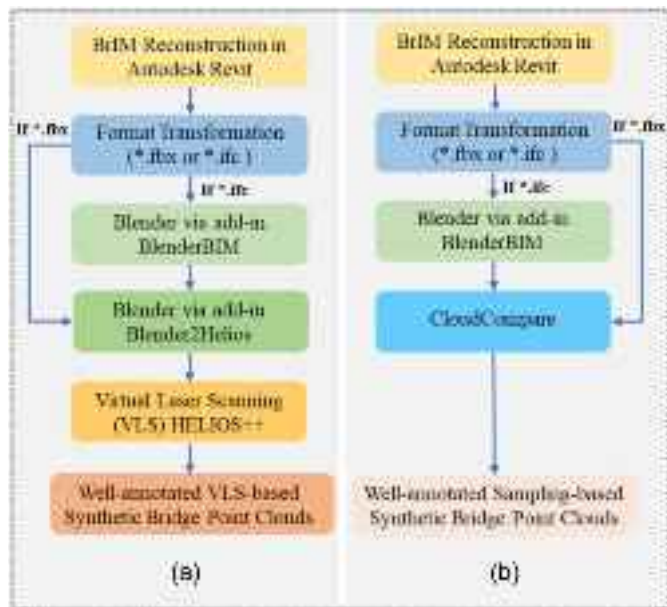 BrIM Reconstruction in
Autodesk Revit
If *.fbx
Format Transformation
(*.fbx or *.ifc )
If *.ifc
Blender via add-in
BlenderBIM
Blender via add-in
Blender2Helios
Virtual Laser Scanning
(VLS) HELIOS++
Well-annotated VLS-based
Synthetic Bridge Point Clouds
(a)
BrIM Reconstruction in
Autodesk Revit
If *.fbx
Format Transformation
(*.fbx or *.ifc )
If *.ifc
Blender via add-in
BlenderBIM
CloudCompare
Well-annotated Sampling-based
Synthetic Bridge Point Clouds
(b)